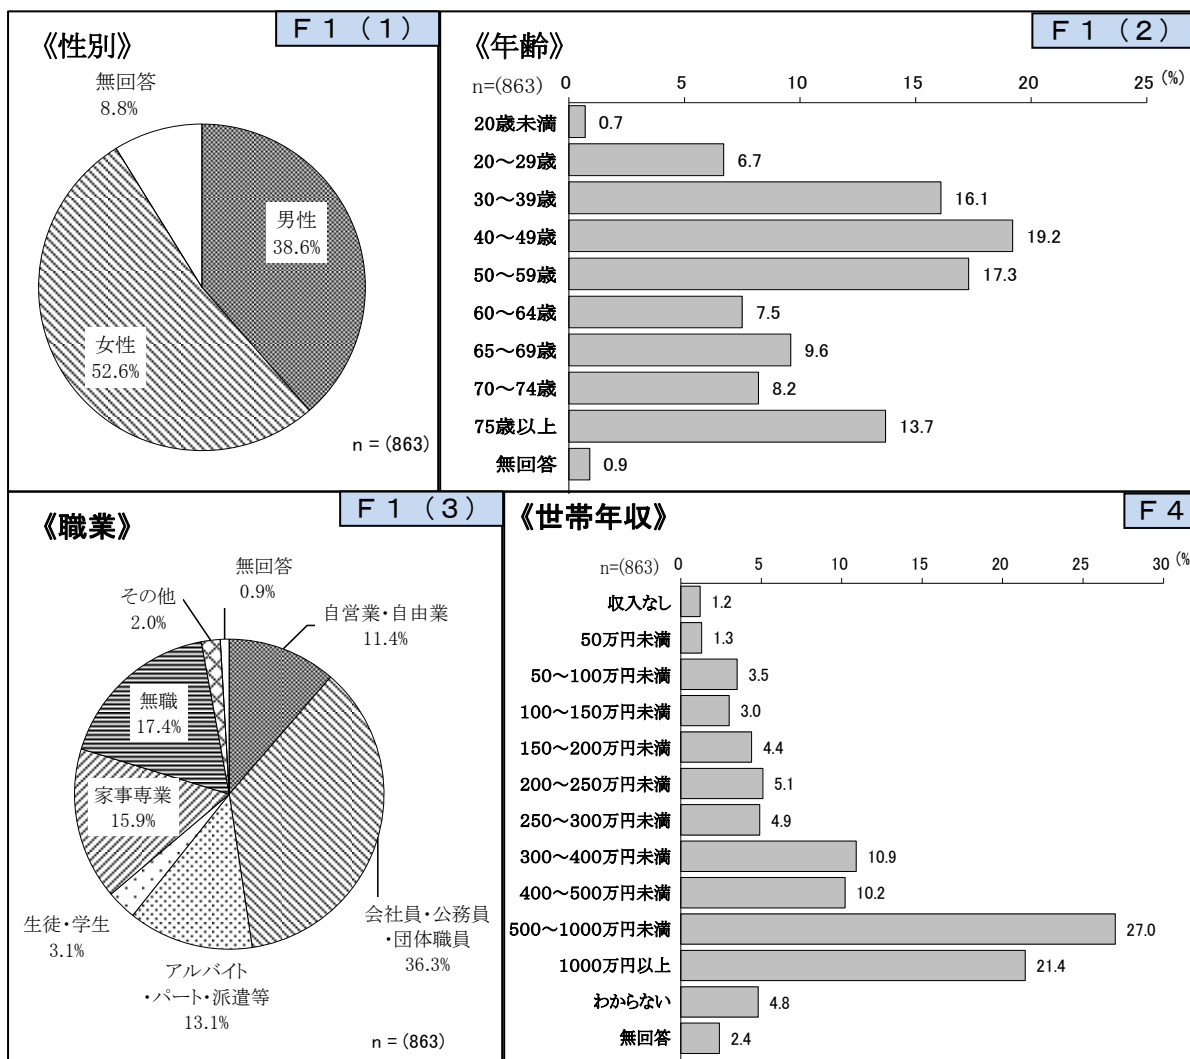 F1(1)
《性別》
無回答
8.8%
男性
38.6%
女性
52.6%
n=(863)
F1(2)
《年齢》
n=(863) 0 5 10 15 20 25 (%)
20歳未満 0.7
20～29歳 6.7
30～39歳 16.1
40～49歳 19.2
50～59歳 17.3
60～64歳 7.5
65～69歳 9.6
70～74歳 8.2
75歳以上 13.7
無回答 0.9
F1(3)
《職業》
無回答
0.9%
その他
2.0%
自営業・自由業
11.4%
無職
17.4%
家事専業
15.9%
生徒・学生
3.1%
会社員・公務員
・団体職員
36.3%
アルバイト
・パート・派遣等
13.1%
n=(863)
F4
《世帯年収》
n=(863) 0 5 10 15 20 25 30 (%
収入なし 1.2
50万円未満 1.3
50～100万円未満 3.5
100～150万円未満 3.0
150～200万円未満 4.4
200～250万円未満 5.1
250～300万円未満 4.9
300～400万円未満 10.9
400～500万円未満 10.2
500～1000万円未満 27.0
1000万円以上 21.4
わからない 4.8
無回答 2.4